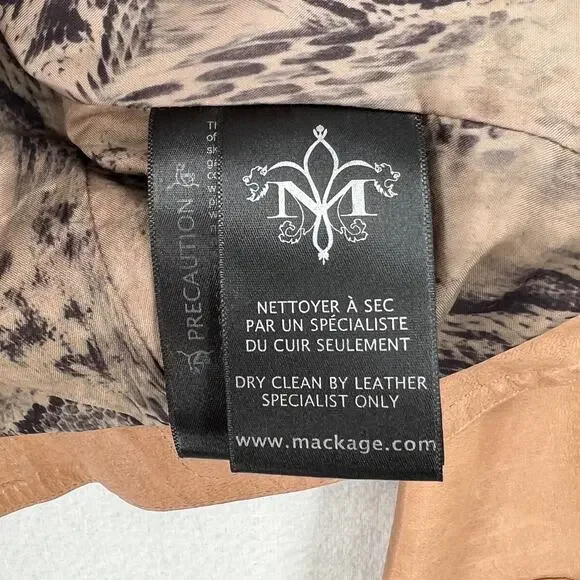 PRECAUTION
M
NETTOYER À SEC
PAR UN SPÉCIALISTE
DU CUIR SEULEMENT
DRY CLEAN BY LEATHER
SPECIALIST ONLY
www.mackage.com